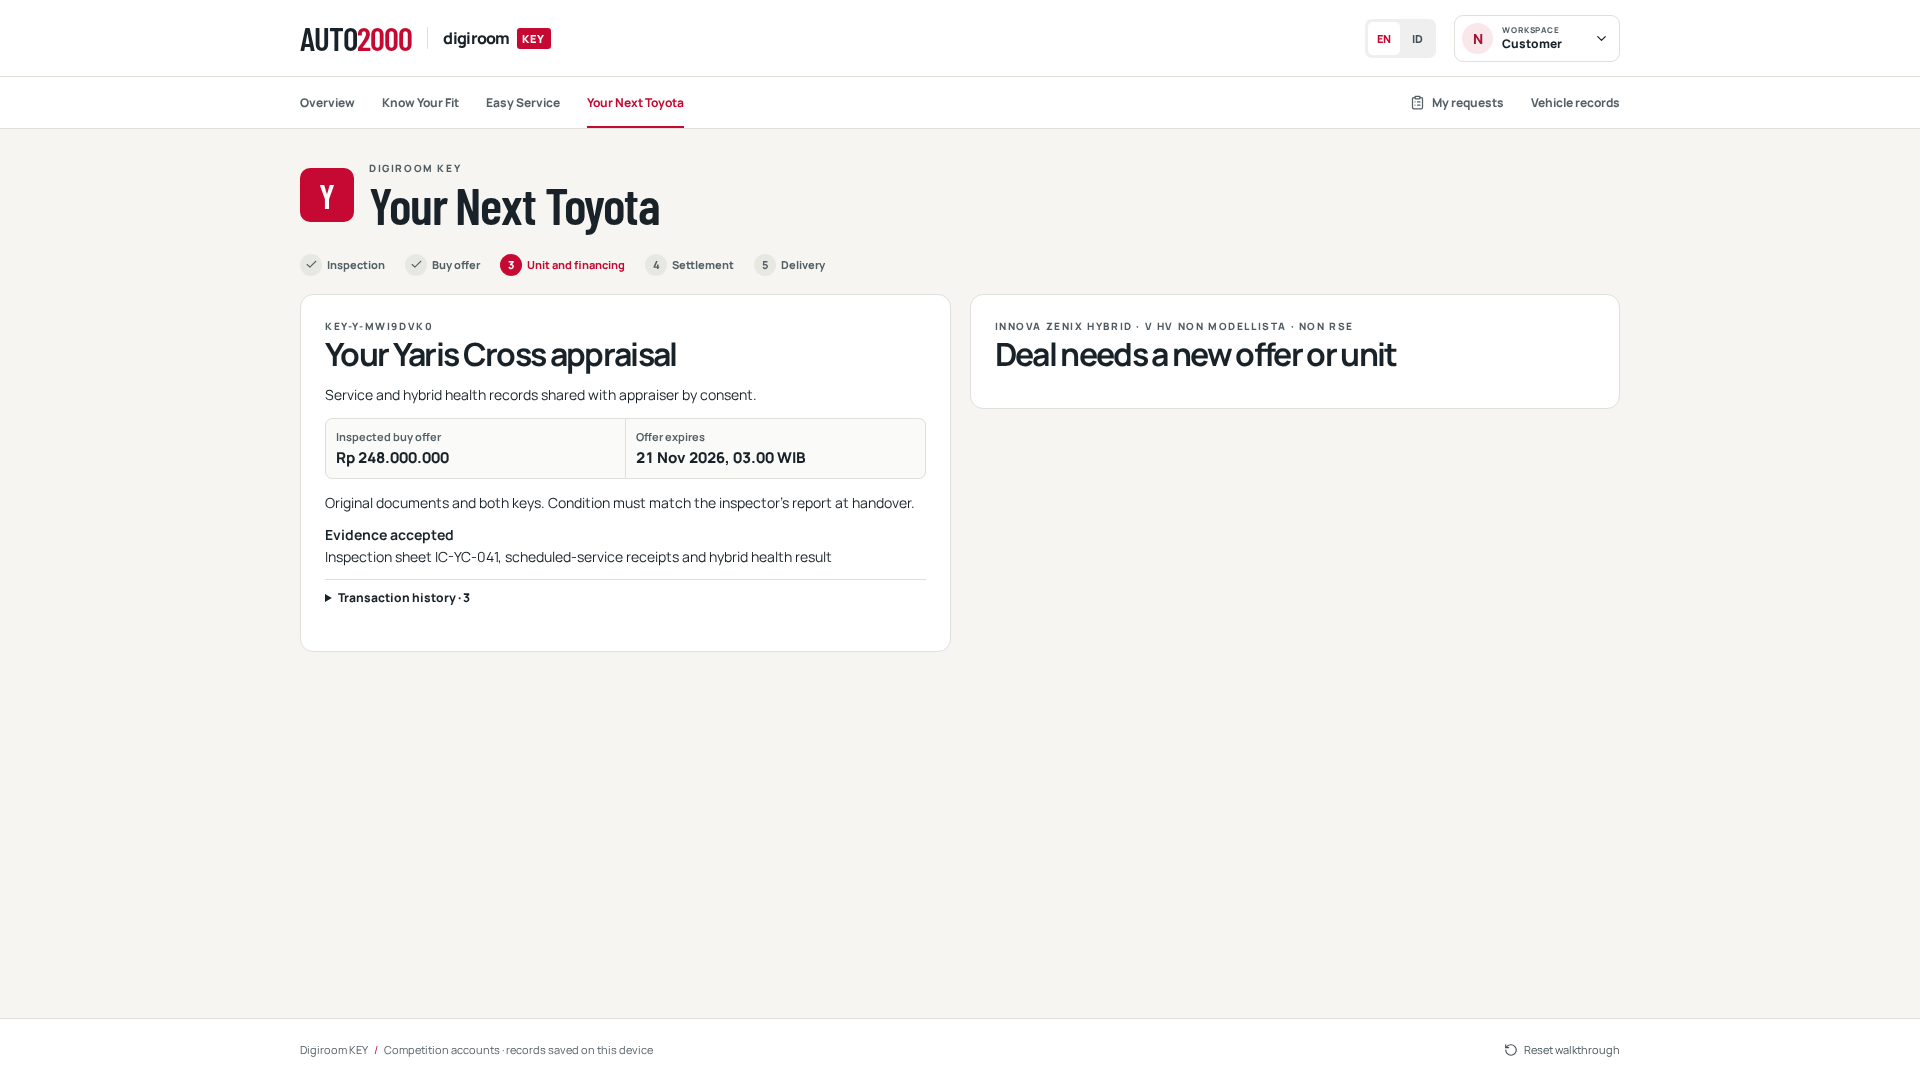 AUTO2000 digiroom KEY
EN ID
N WORKSPACE
Customer
Overview Know Your Fit Easy Service Your Next Toyota My requests Vehicle records
Y
DIGIROOM KEY
Your Next Toyota
Inspection Buy offer 3 Unit and financing 4 Settlement 5 Delivery
KEY-Y-MWI9DVK0
Your Yaris Cross appraisal
Service and hybrid health records shared with appraiser by consent.
Inspected buy offer
Rp 248.000.000
Offer expires
21 Nov 2026, 03.00 WIB
Original documents and both keys. Condition must match the inspector's report at handover.
Evidence accepted
Inspection sheet IC-YC-041, scheduled-service receipts and hybrid health result
Transaction history · 3
INNOVA ZENIX HYBRID · V HV NON MODELLISTA · NON RSE
Deal needs a new offer or unit
Digiroom KEY / Competition accounts · records saved on this device
Reset walkthrough